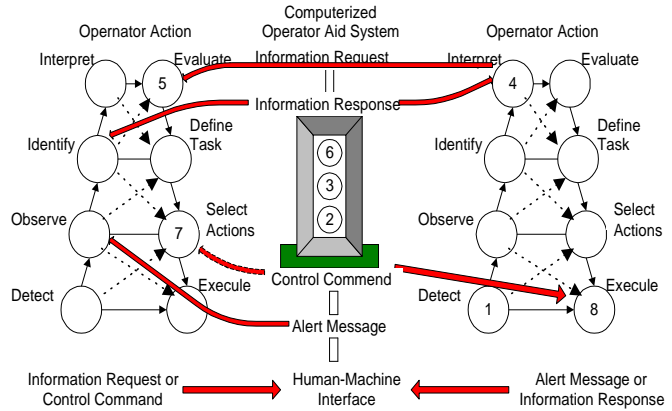 Computerized
Operator Aid System
Opernator Action
Opernator Action
Interpret
Evaluate
Information Request
Interpret
Evaluate
5
4
Information Response
Define
Task
Define
Task
Identify
Identify
6
3
2
Observe
Select
Actions
Observe
Select
Actions
7
Control Commend
Detect
Execute
Detect
Execute
1
8
Alert Message
Information Request or
Control Command
Human-Machine
Interface
Alert Message or
Information Response